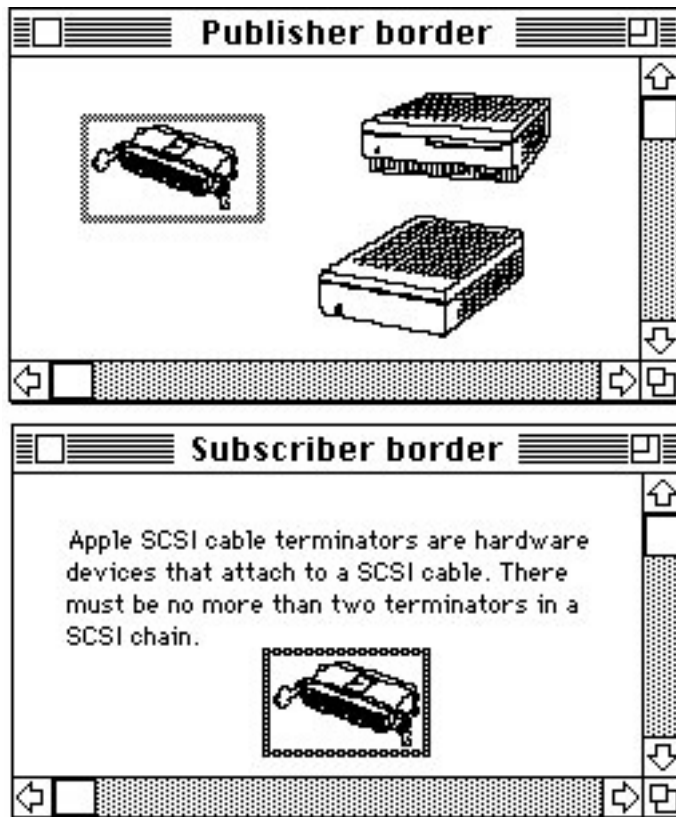 Publisher border
Subscriber border
Apple SCSI cable terminators are hardware
devices that attach to a SCSI cable. There
must be no more than two terminators in a
SCSI chain.